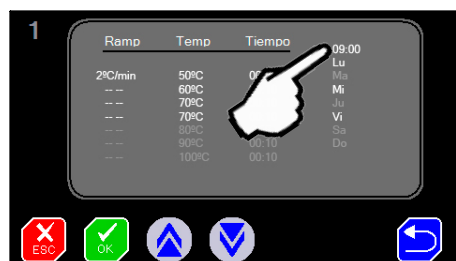 1
Ramp Temp Tiempo
09:00
Lu
2ºC/min 50ºC Ma
-- -- 60ºC Mi
-- -- 70ºC Ju
-- -- 70ºC Vi
-- -- 80ºC Sa
-- -- 90ºC 00:10 Do
-- -- 100ºC 00:10
ESC OK